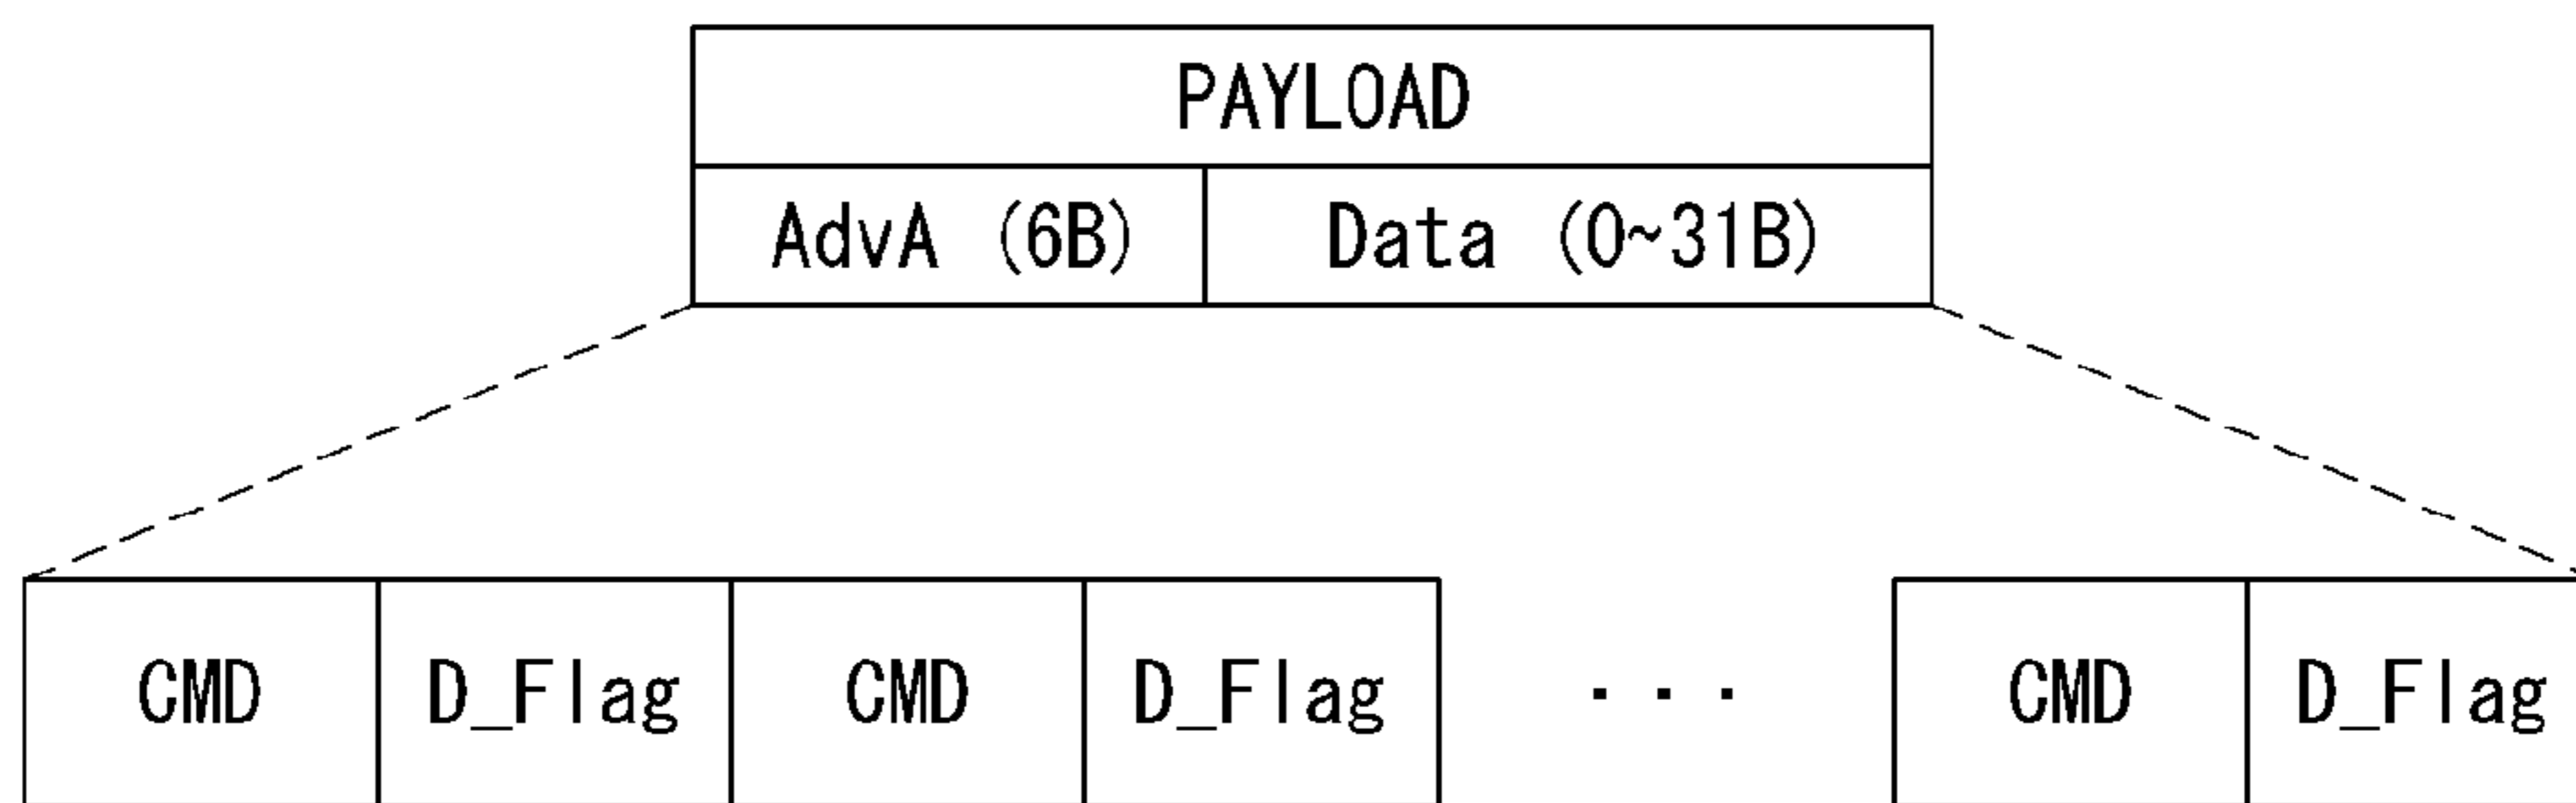 PAYLOAD
AdvA (6B) Data (0~31B)
CMD D_Flag CMD D_Flag ··· CMD D_Flag